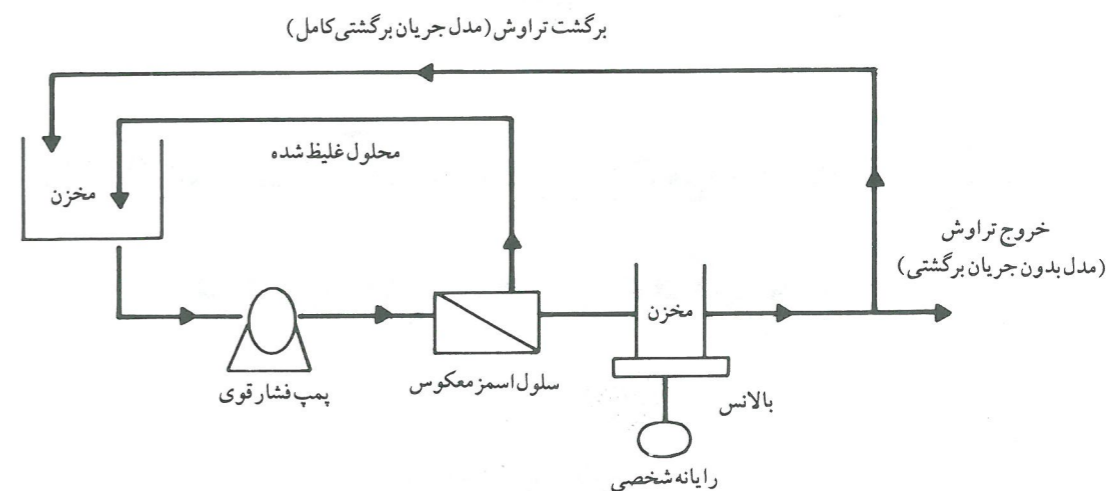 برگشت تراوش (مدل جریان برگشتی کامل)
محلول غلیظ شده
مخزن
خروج تراوش
(مدل بدون جریان برگشتی)
مخزن
سلول اسمز معکوس
پمپ فشار قوی
بالانس
رایانه شخصی